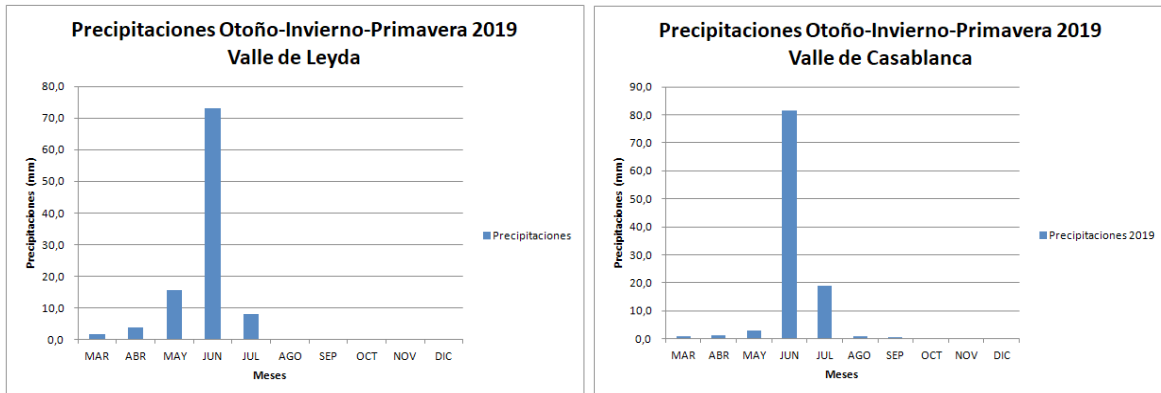 Precipitaciones Otoño-Invierno-Primavera 2019
Valle de Leyda
80,0
70,0
60,0
50,0
40,0
30,0
20,0
10,0
0,0
Precipitaciones (mm)
MAR ABR MAY JUN JUL AGO SEP OCT NOV DIC
Meses
Precipitaciones
Precipitaciones Otoño-Invierno-Primavera 2019
Valle de Casablanca
90,0
80,0
70,0
60,0
50,0
40,0
30,0
20,0
10,0
0,0
Precipitaciones (mm)
MAR ABR MAY JUN JUL AGO SEP OCT NOV DIC
Meses
Precipitaciones 2019